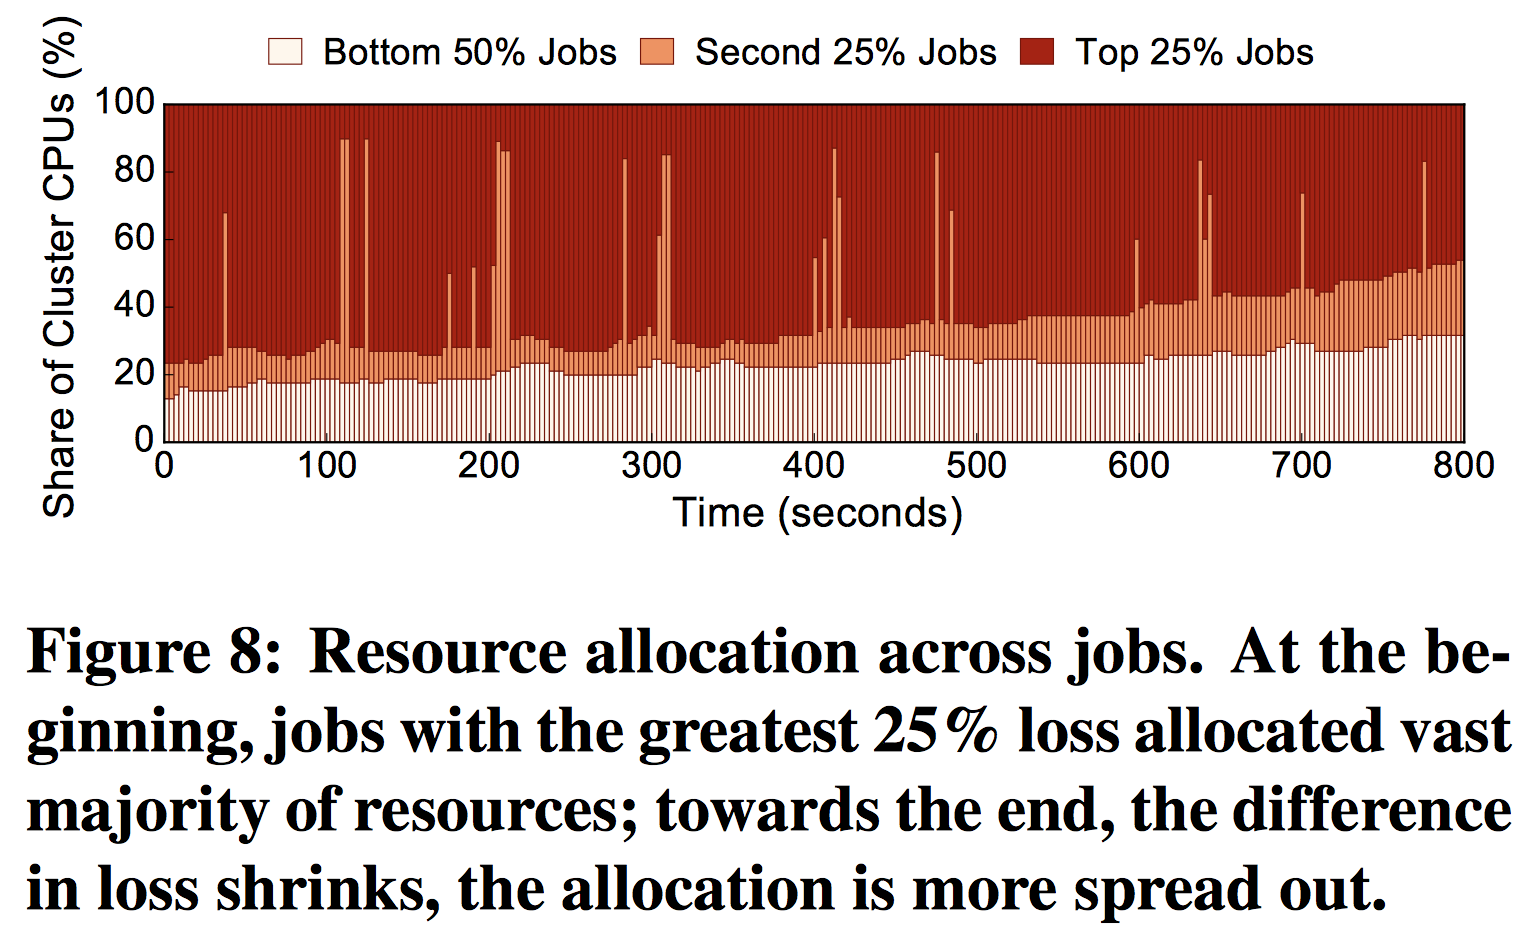 Bottom 50% Jobs Second 25% Jobs Top 25% Jobs
Share of Cluster CPUs (%)
100
80
60
40
20
0
0 100 200 300 400 500 600 700 800
Time (seconds)
Figure 8: Resource allocation across jobs. At the be-
ginning, jobs with the greatest 25% loss allocated vast
majority of resources; towards the end, the difference
in loss shrinks, the allocation is more spread out.